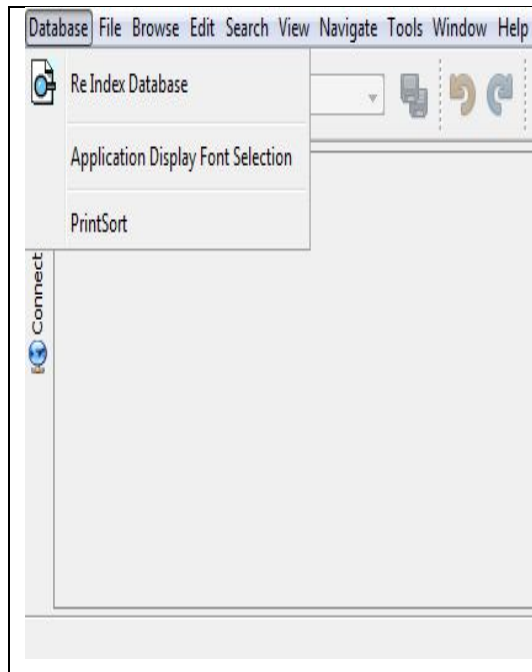 Database File Browse Edit Search View Navigate Tools Window Help
Re Index Database
Application Display Font Selection
PrintSort
Connect